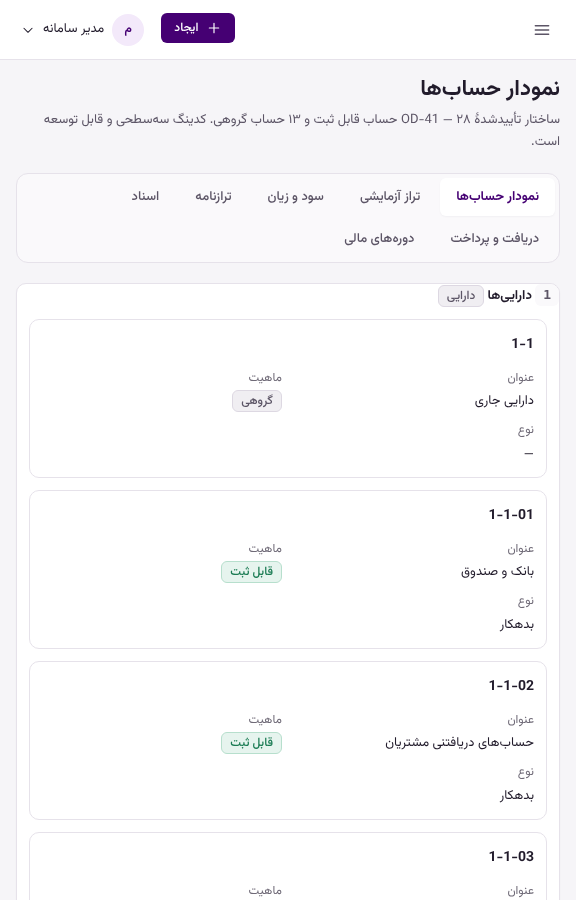 ایجاد
م
مدیر سامانه
نمودار حساب‌ها
ساختار تأییدشدهٔ OD-41 — ۲۸ حساب قابل ثبت و ۱۳ حساب گروهی. کدینگ سه‌سطحی و قابل توسعه
است.
نمودار حساب‌ها
تراز آزمایشی
سود و زیان
ترازنامه
اسناد
دریافت و پرداخت
دوره‌های مالی
1 دارایی‌ها دارایی
1-1
عنوان
ماهیت
دارایی جاری
گروهی
نوع
—
1-1-01
عنوان
ماهیت
بانک و صندوق
قابل ثبت
نوع
بدهکار
1-1-02
عنوان
ماهیت
حساب‌های دریافتنی مشتریان
قابل ثبت
نوع
بدهکار
1-1-03
عنوان
ماهیت